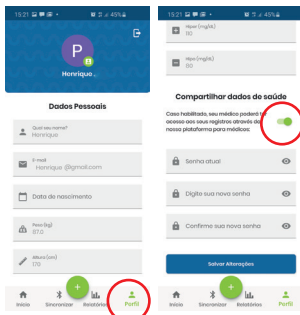 15:21
45%
P
Henrique .
Dados Pessoais
Qual seu nome?
Henrique
E-mail
Henrique @gmail.com
Data de nascimento
Peso (kg)
87.0
Altura (cm)
170
Início
Sincronizar
Relatórios
Perfil
15:21
45%
Hiper (mg/dL)
110
Hipo (mg/dL)
60
Compartilhar dados de saúde
Caso habilitado, seu médico poderá
acesso aos seus registros através da
nossa plataforma para médicos.
Senha atual
Digite sua nova senha
Confirme sua nova senha
Salvar Alterações
Início
Sincronizar
Relatórios
Perfil